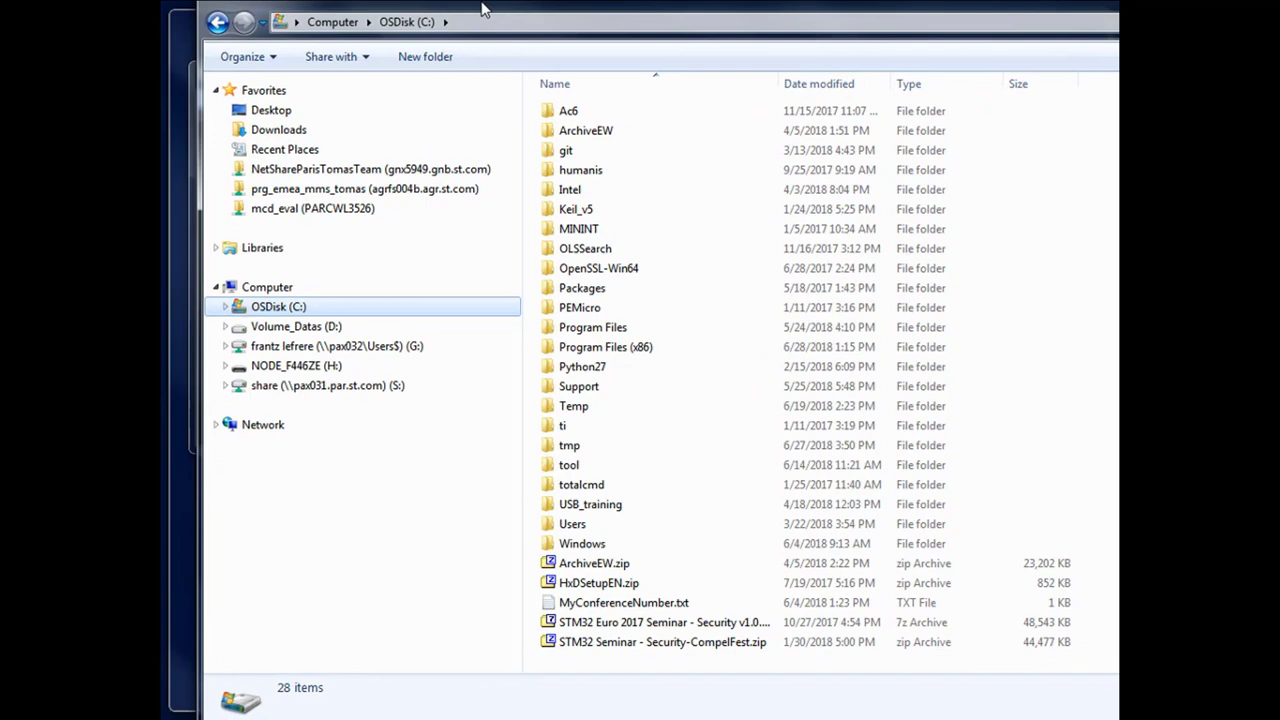 Computer OSDisk (C:)
Organize Share with New folder
Name Date modified Type Size
Favorites
Desktop
Downloads
Recent Places
NetShareParisTomasTeam (gnx5949.gnb.st.com)
prg_emea_mms_tomas (agrfs004b.agr.st.com)
mcd_eval (PARCWL3526)
Libraries
Computer
OSDisk (C:)
Volume_Datas (D:)
frantz lefrere (\\pax032\Users$) (G:)
NODE_F446ZE (H:)
share (\\pax031.par.st.com) (S:)
Network
Ac6 11/15/2017 11:07 ... File folder
ArchiveEW 4/5/2018 1:51 PM File folder
git 3/13/2018 4:43 PM File folder
humanis 9/25/2017 9:19 AM File folder
Intel 4/3/2018 8:04 PM File folder
Keil_v5 1/24/2018 5:25 PM File folder
MININT 1/5/2017 10:34 AM File folder
OLSSearch 11/16/2017 3:12 PM File folder
OpenSSL-Win64 6/28/2017 2:24 PM File folder
Packages 5/18/2017 1:43 PM File folder
PEMicro 1/11/2017 3:16 PM File folder
Program Files 5/24/2018 4:10 PM File folder
Program Files (x86) 6/28/2018 1:15 PM File folder
Python27 2/15/2018 6:09 PM File folder
Support 5/25/2018 5:48 PM File folder
Temp 6/19/2018 2:23 PM File folder
ti 1/11/2017 3:19 PM File folder
tmp 6/27/2018 3:50 PM File folder
tool 6/14/2018 11:21 AM File folder
totalcmd 1/25/2017 11:40 AM File folder
USB_training 4/18/2018 12:03 PM File folder
Users 3/22/2018 3:54 PM File folder
Windows 6/4/2018 9:13 AM File folder
ArchiveEW.zip 4/5/2018 2:22 PM zip Archive 23,202 KB
HxDSetupEN.zip 7/19/2017 5:16 PM zip Archive 852 KB
MyConferenceNumber.txt 6/4/2018 1:23 PM TXT File 1 KB
STM32 Euro 2017 Seminar - Security v1.0.... 10/27/2017 4:54 PM 7z Archive 48,543 KB
STM32 Seminar - Security-CompelFest.zip 1/30/2018 5:00 PM zip Archive 44,477 KB
28 items